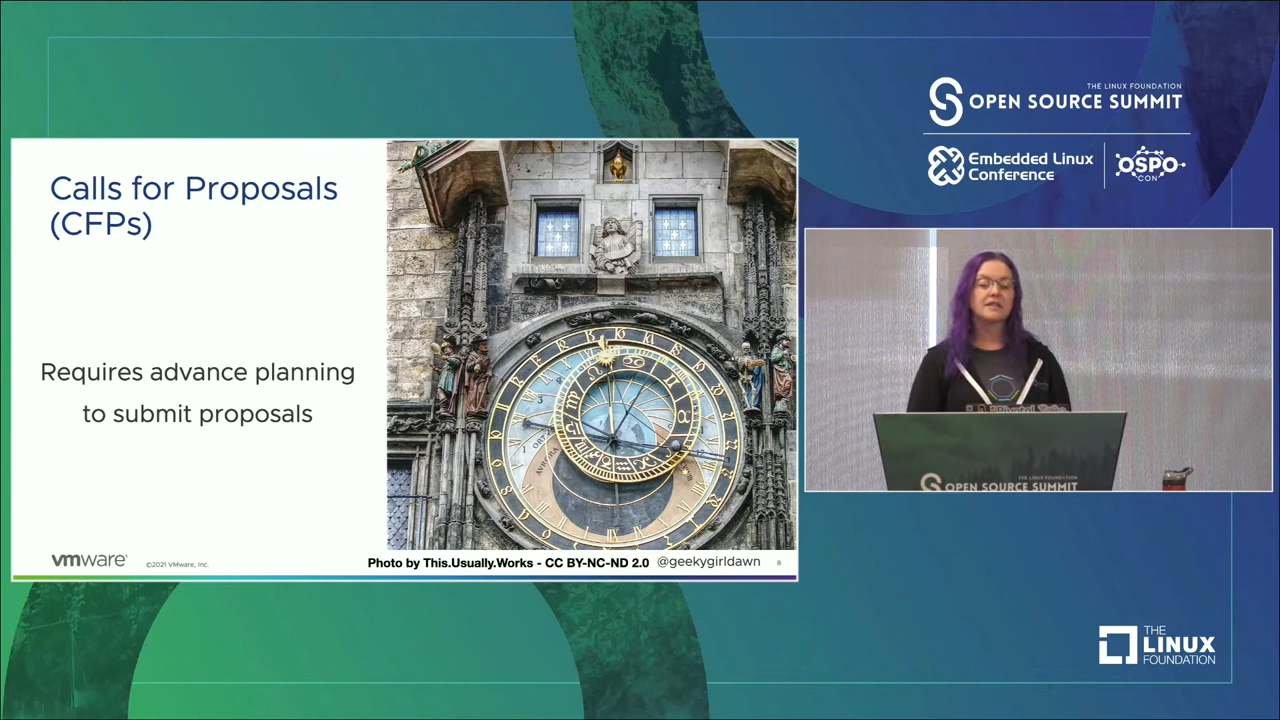 Calls for Proposals
(CFPs)
Requires advance planning
to submit proposals
vmware®
©2021 VMware, Inc.
Photo by This.Usually.Works - CC BY-NC-ND 2.0
@geekygirldawn
8
THE LINUX FOUNDATION
OPEN SOURCE SUMMIT
Embedded Linux
Conference
OSPO
CON
THE LINUX FOUNDATION
OPEN SOURCE SUMMIT
THE
LINUX
FOUNDATION